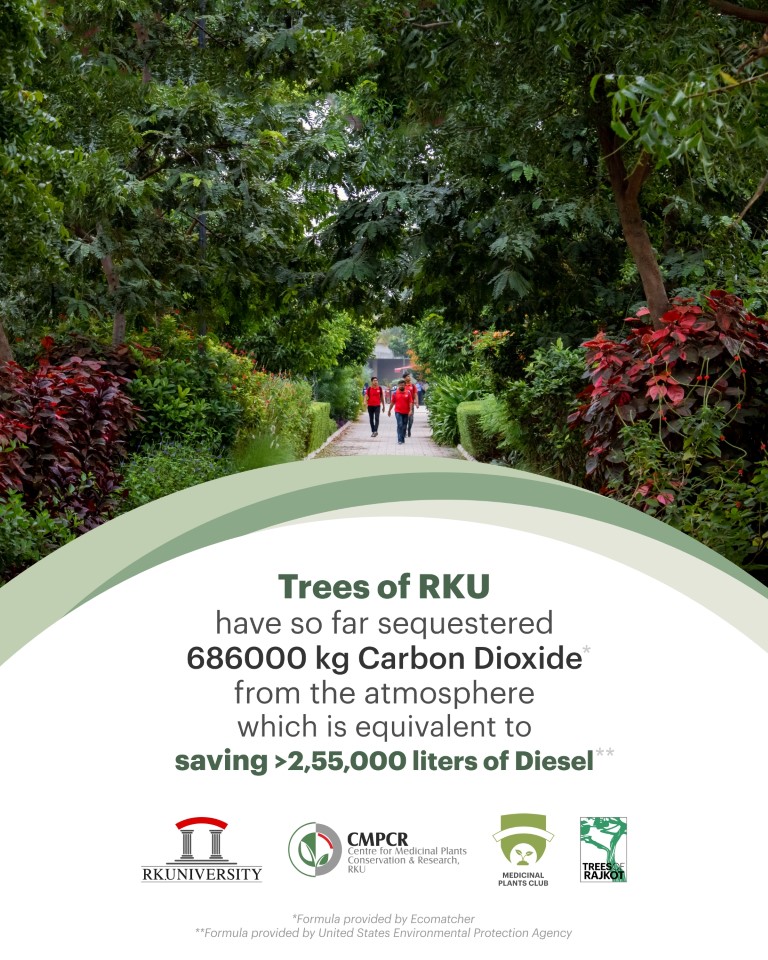 Trees of RKU
have so far sequestered
686000 kg Carbon Dioxide*
from the atmosphere
which is equivalent to
saving >2,55,000 liters of Diesel**
RKUNIVERSITY
CMPCR
Centre for Medicinal Plants
Conservation & Research,
RKU
MEDICINAL
PLANTS CLUB
TREES OF
RAJKOT
*Formula provided by Ecomatcher
**Formula provided by United States Environmental Protection Agency